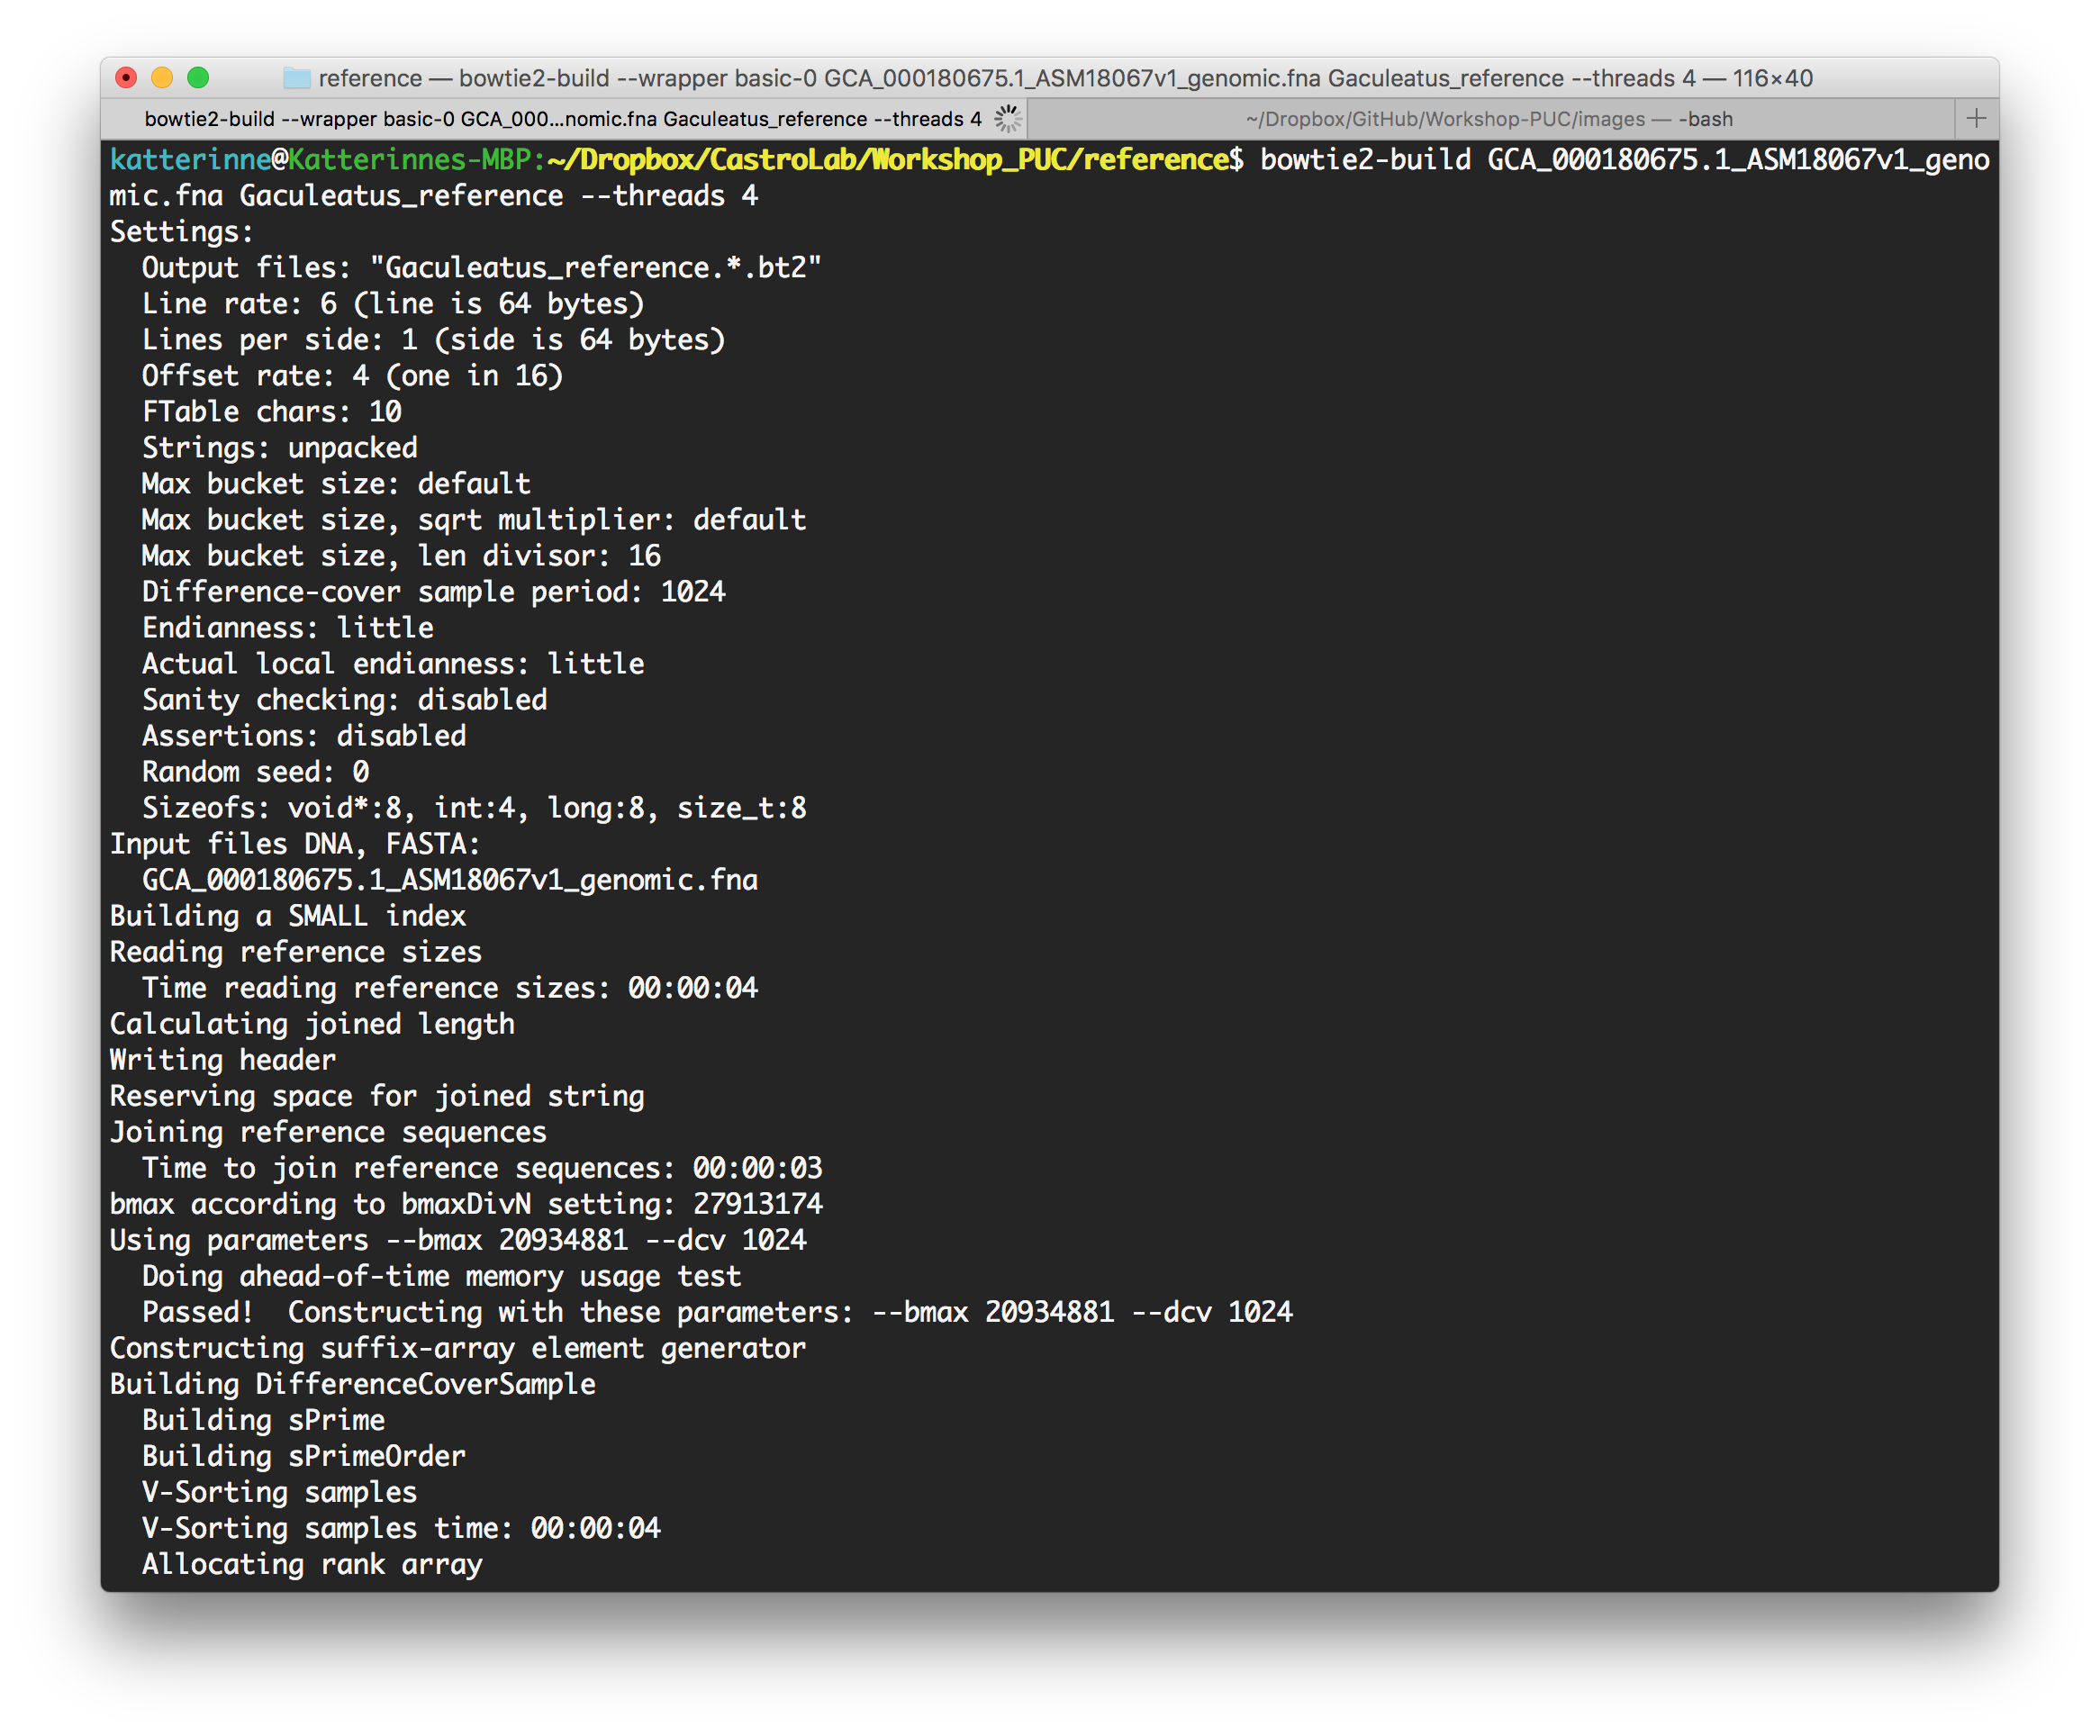 reference — bowtie2-build --wrapper basic-0 GCA_000180675.1_ASM18067v1_genomic.fna Gaculeatus_reference --threads 4 — 116×40
bowtie2-build --wrapper basic-0 GCA_000...nomic.fna Gaculeatus_reference --threads 4
~/Dropbox/GitHub/Workshop-PUC/images — -bash
katterinne@Katterinnes-MBP:~/Dropbox/CastroLab/Workshop_PUC/reference$ bowtie2-build GCA_000180675.1_ASM18067v1_geno
mic.fna Gaculeatus_reference --threads 4
Settings:
  Output files: "Gaculeatus_reference.*.bt2"
  Line rate: 6 (line is 64 bytes)
  Lines per side: 1 (side is 64 bytes)
  Offset rate: 4 (one in 16)
  FTable chars: 10
  Strings: unpacked
  Max bucket size: default
  Max bucket size, sqrt multiplier: default
  Max bucket size, len divisor: 16
  Difference-cover sample period: 1024
  Endianness: little
  Actual local endianness: little
  Sanity checking: disabled
  Assertions: disabled
  Random seed: 0
  Sizeofs: void*:8, int:4, long:8, size_t:8
Input files DNA, FASTA:
  GCA_000180675.1_ASM18067v1_genomic.fna
Building a SMALL index
Reading reference sizes
  Time reading reference sizes: 00:00:04
Calculating joined length
Writing header
Reserving space for joined string
Joining reference sequences
  Time to join reference sequences: 00:00:03
bmax according to bmaxDivN setting: 27913174
Using parameters --bmax 20934881 --dcv 1024
  Doing ahead-of-time memory usage test
  Passed!  Constructing with these parameters: --bmax 20934881 --dcv 1024
Constructing suffix-array element generator
Building DifferenceCoverSample
  Building sPrime
  Building sPrimeOrder
  V-Sorting samples
  V-Sorting samples time: 00:00:04
  Allocating rank array